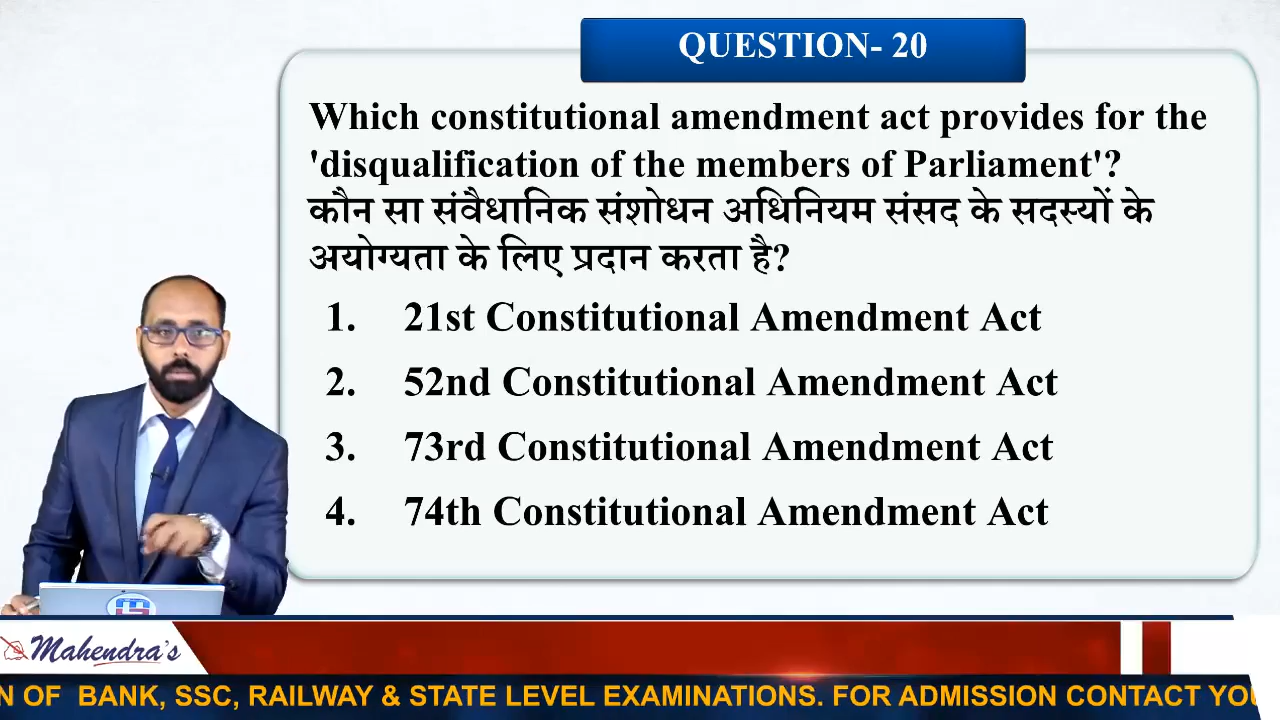 QUESTION- 20
Which constitutional amendment act provides for the
'disqualification of the members of Parliament'?
कौन सा संवैधानिक संशोधन अधिनियम संसद के सदस्यों के
अयोग्यता के लिए प्रदान करता है?
1. 21st Constitutional Amendment Act
2. 52nd Constitutional Amendment Act
3. 73rd Constitutional Amendment Act
4. 74th Constitutional Amendment Act
Mahendra's
N OF BANK, SSC, RAILWAY & STATE LEVEL EXAMINATIONS. FOR ADMISSION CONTACT YOU